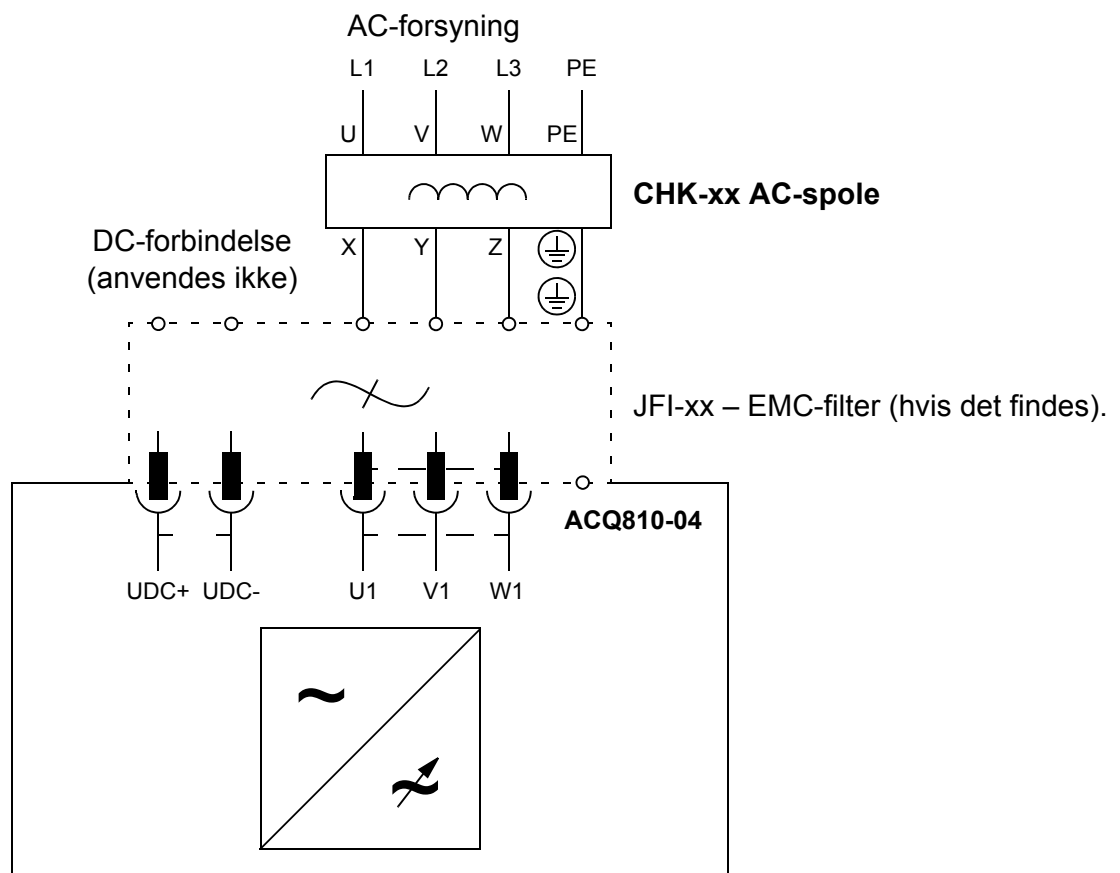 AC-forsyning
L1 L2 L3 PE
U V W PE
CHK-xx AC-spole
DC-forbindelse
(anvendes ikke)
X Y Z
JFI-xx – EMC-filter (hvis det findes).
ACQ810-04
UDC+ UDC- U1 V1 W1